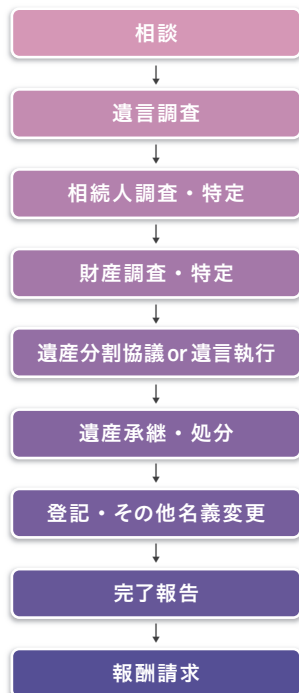 相談
遺言調査
相続人調査・特定
財産調査・特定
遺産分割協議or遺言執行
遺産承継・処分
登記・その他名義変更
完了報告
報酬請求